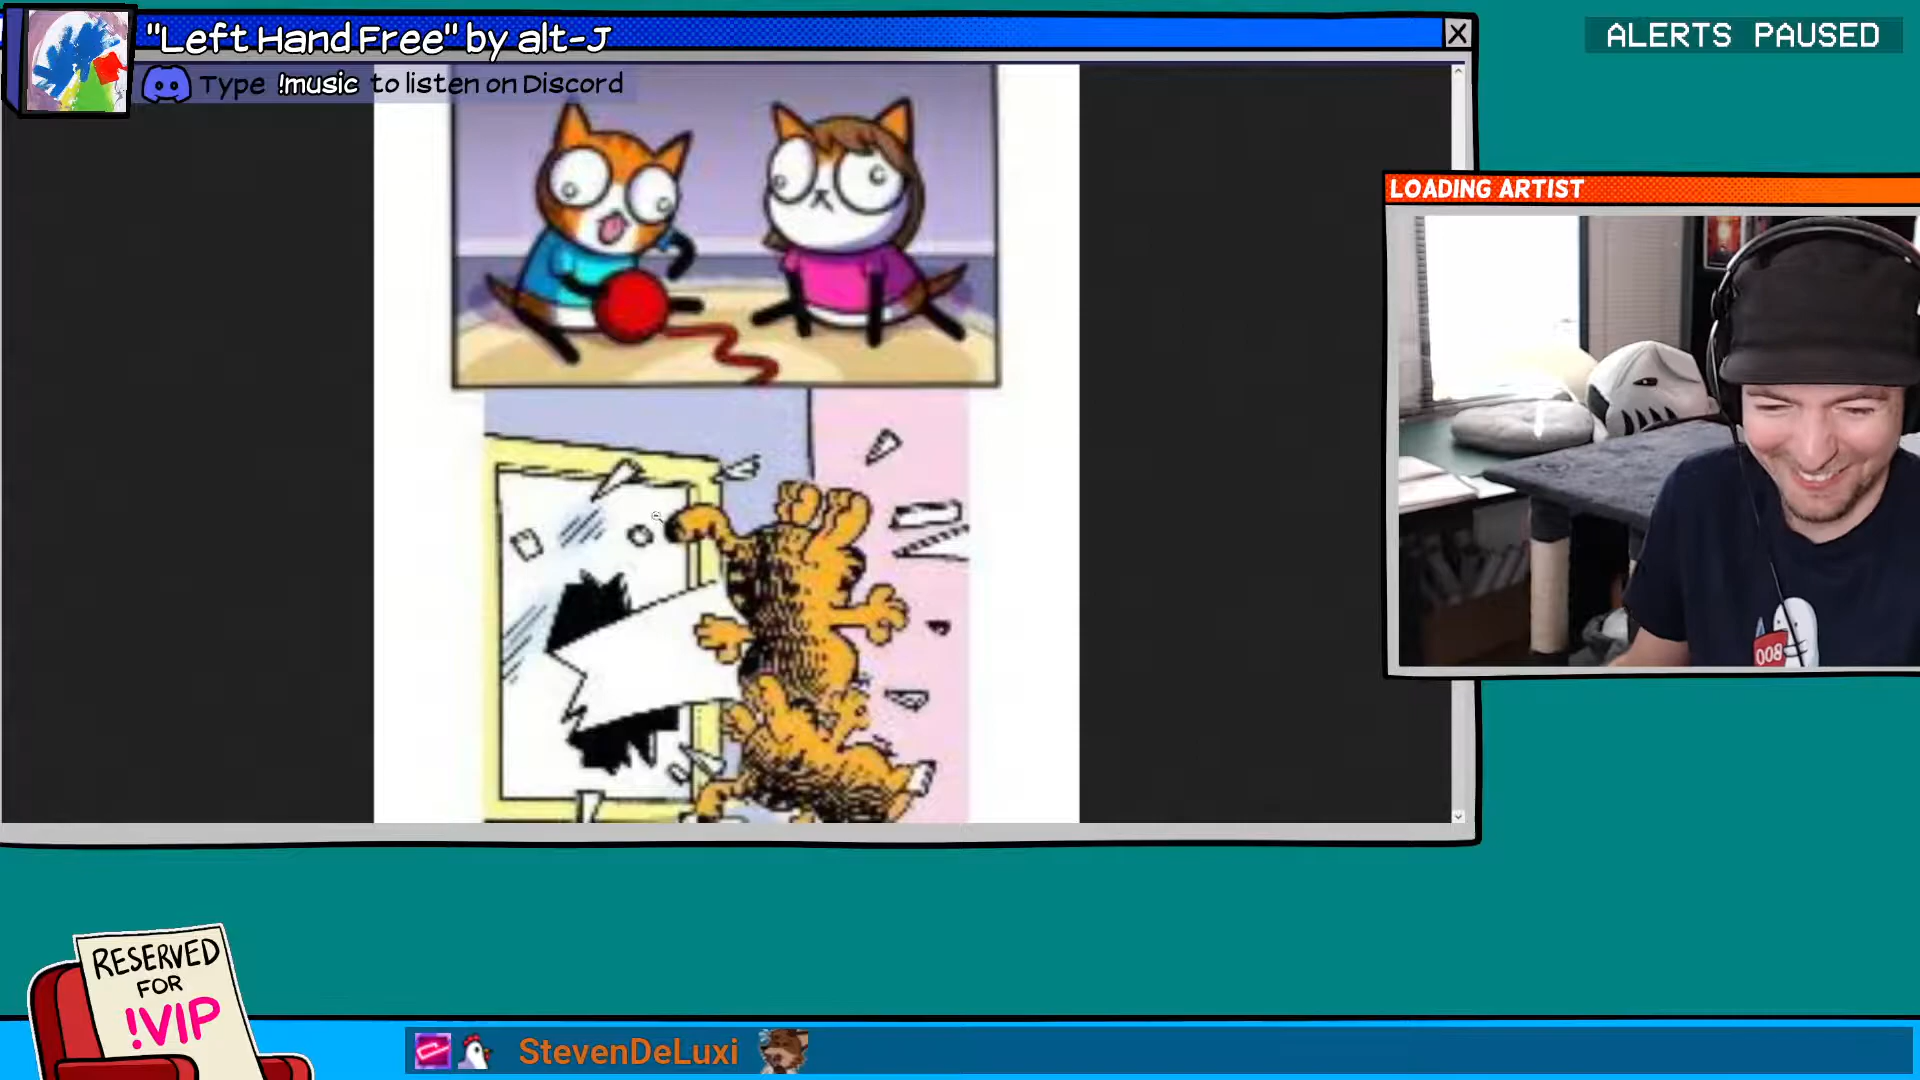 "Left Hand Free" by alt-J
Type !music to listen on Discord
ALERTS PAUSED
LOADING ARTIST
BOO
RESERVED
FOR
!VIP
StevenDeLuxi